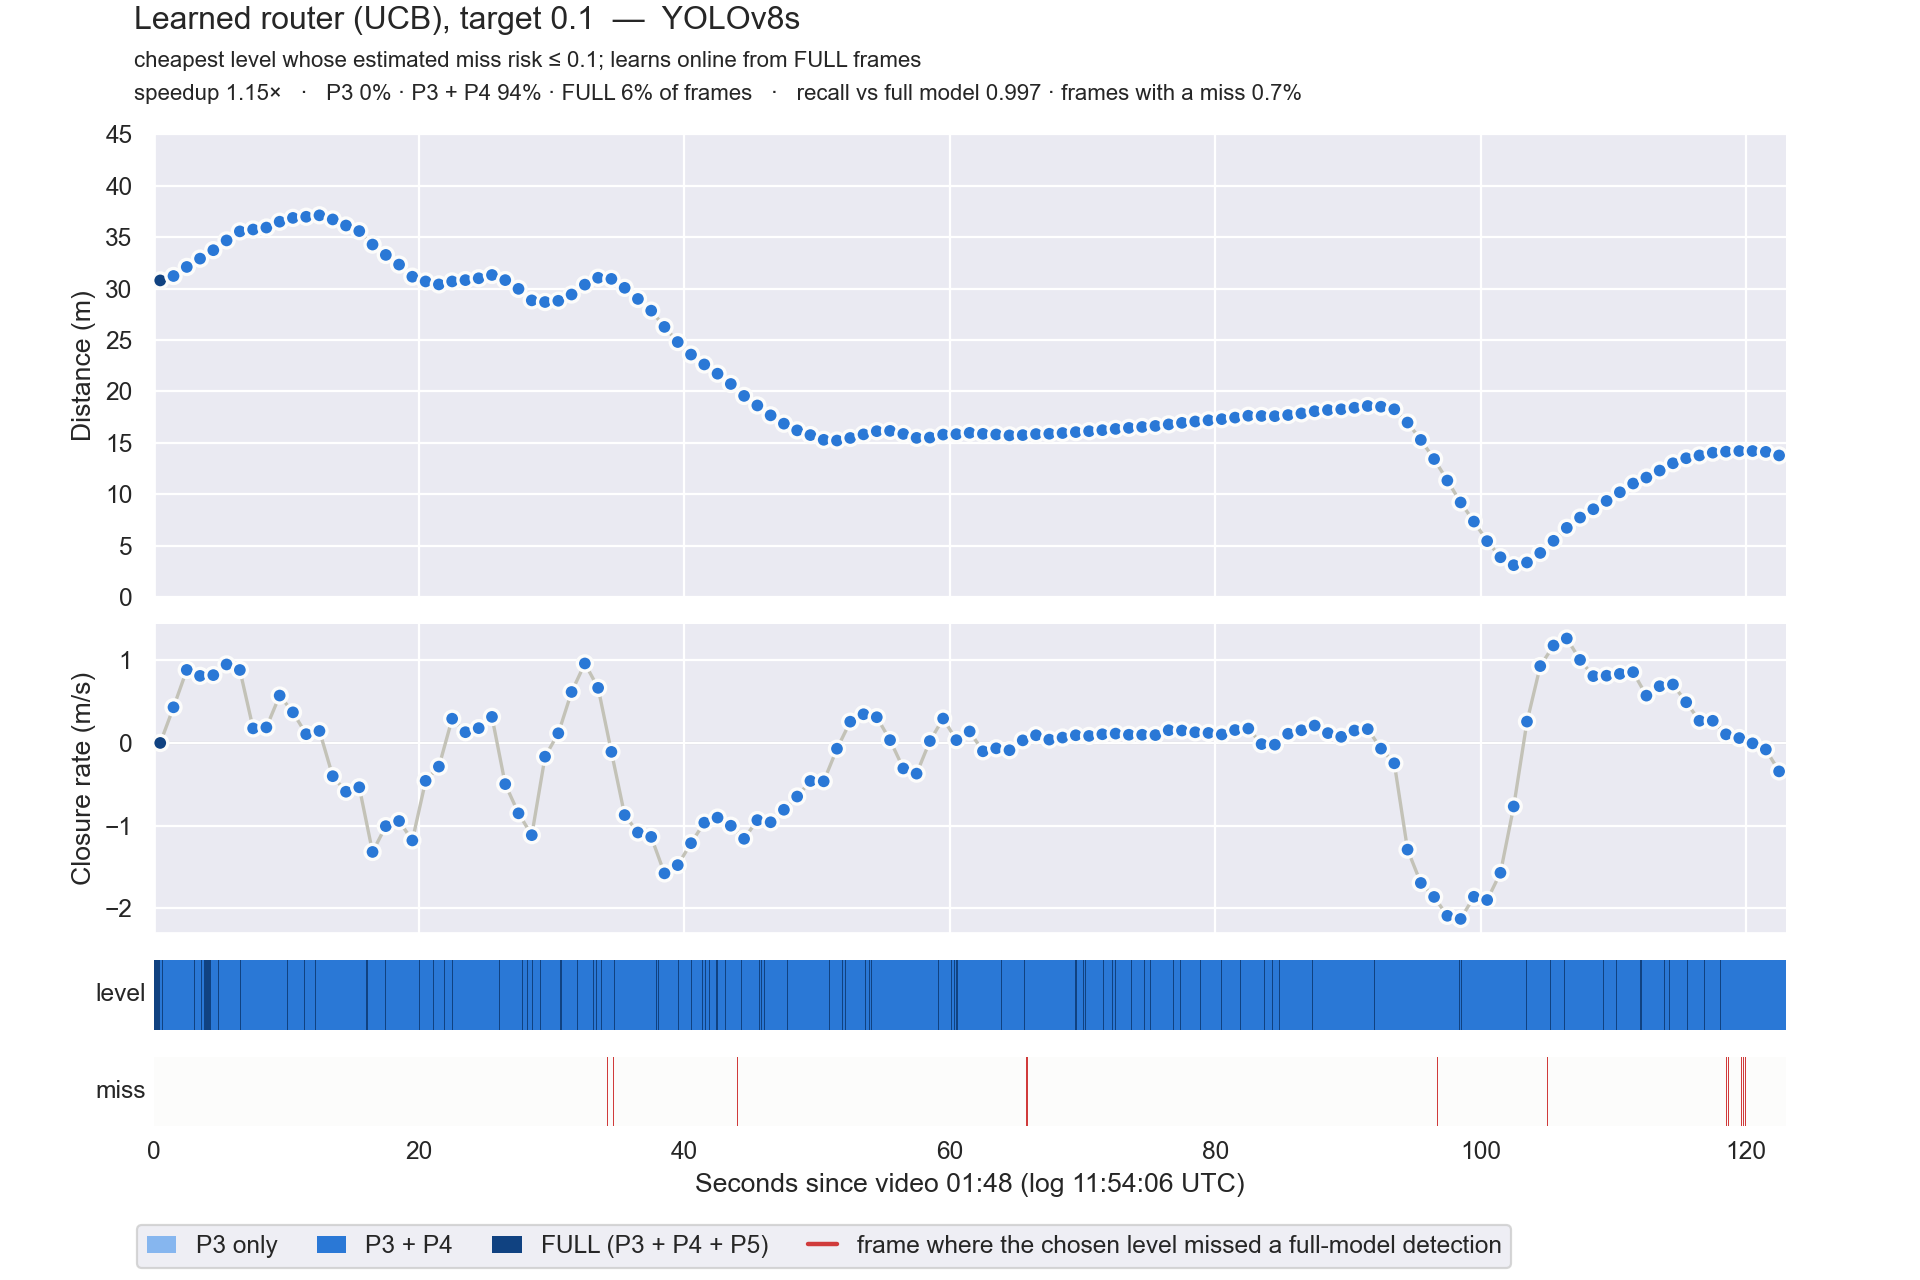 Learned router (UCB), target 0.1 — YOLOv8s
cheapest level whose estimated miss risk ≤ 0.1; learns online from FULL frames
speedup 1.15× · P3 0% · P3 + P4 94% · FULL 6% of frames · recall vs full model 0.997 · frames with a miss 0.7%
45
40
35
30
25
20
15
10
5
0
Distance (m)
1
0
−1
−2
Closure rate (m/s)
level
miss
0 20 40 60 80 100 120
Seconds since video 01:48 (log 11:54:06 UTC)
P3 only P3 + P4 FULL (P3 + P4 + P5) frame where the chosen level missed a full-model detection